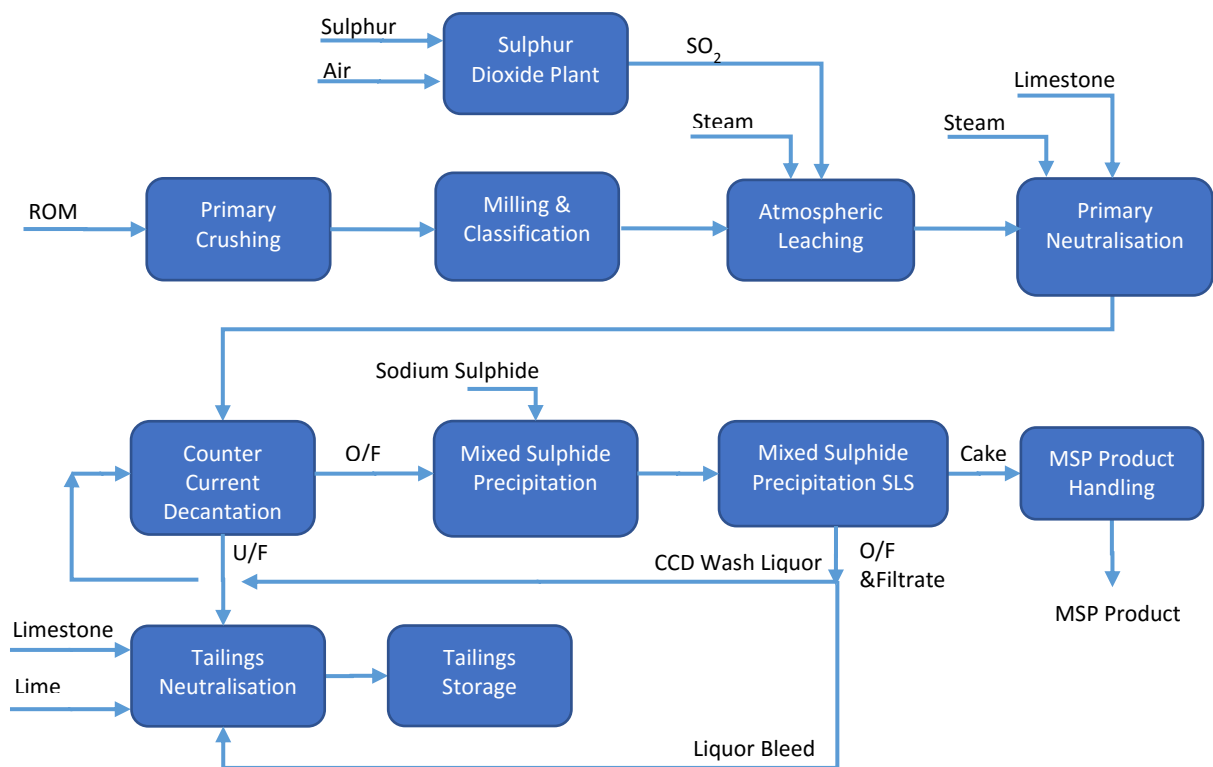 Sulphur
Air
Sulphur
Dioxide Plant
SO2
Limestone
Steam
Steam
ROM
Primary
Crushing
Milling &
Classification
Atmospheric
Leaching
Primary
Neutralisation
Sodium Sulphide
Counter
Current
Decantation
O/F
Mixed Sulphide
Precipitation
Mixed Sulphide
Precipitation SLS
Cake
MSP Product
Handling
U/F
CCD Wash Liquor
O/F
&Filtrate
MSP Product
Limestone
Lime
Tailings
Neutralisation
Tailings
Storage
Liquor Bleed